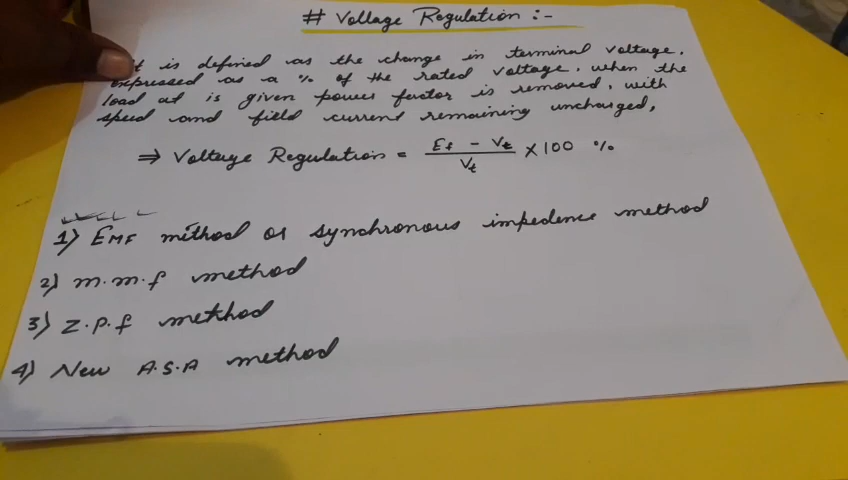 # Voltage Regulation :-
it is defined as the change in terminal voltage,
expressed as a % of the rated voltage, when the
load at is given power factor is removed, with
speed and field current remaining unchanged,
⇒ Voltage Regulation = Ef - Vt / Vt × 100 %
1) EMF method or synchronous impedence method
2) m.m.f method
3) Z.P.f method
4) New A.S.A method